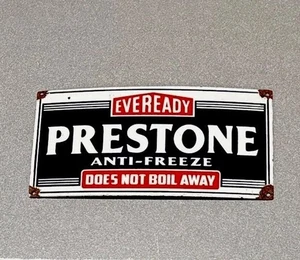 EVEREADY
PRESTONE
ANTI-FREEZE
DOES NOT BOIL AWAY